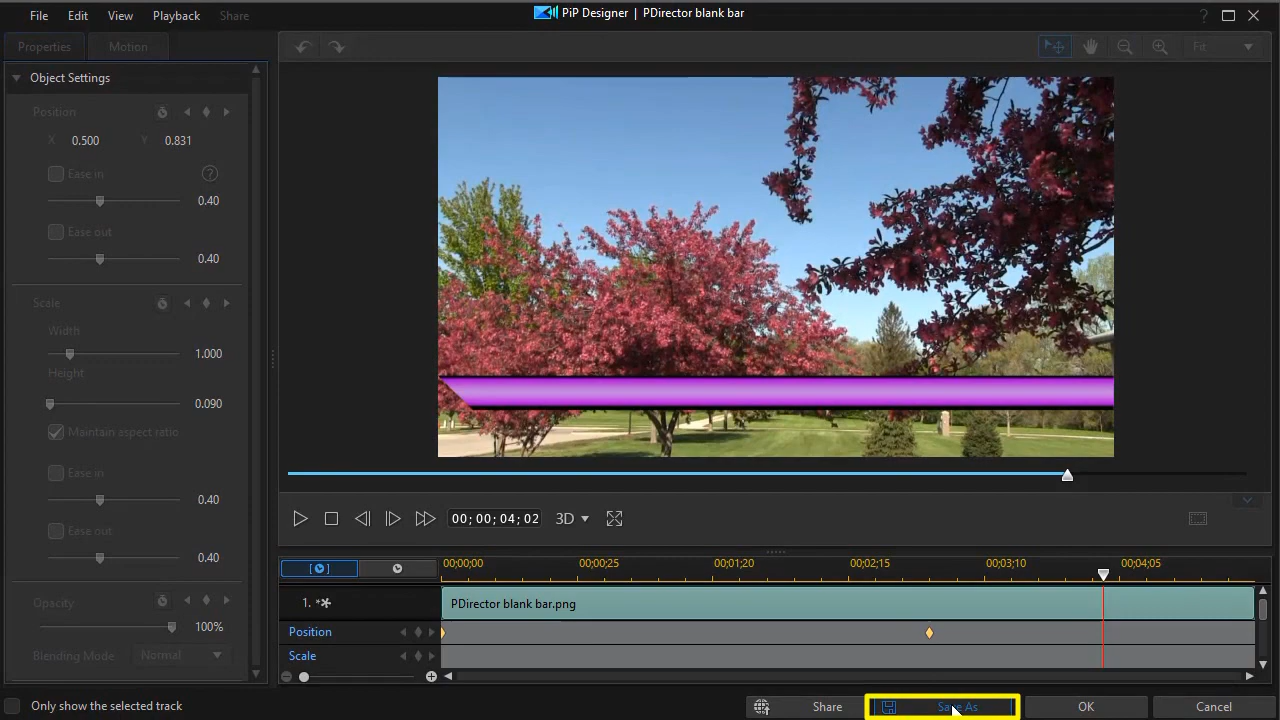 File Edit View Playback Share
PiP Designer | PDirector blank bar
?
Properties Motion
Fit
Object Settings
Position
X 0.500 Y 0.831
Ease in ?
0.40
Ease out
0.40
Scale
Width
1.000
Height
0.090
Maintain aspect ratio
Ease in
0.40
Ease out
0.40
Opacity
100%
Blending Mode Normal
00;00;04;02 3D
00;00;00 00;00;25 00;01;20 00;02;15 00;03;10 00;04;05
1. PDirector blank bar.png
Position
Scale
Only show the selected track
Share Save As OK Cancel